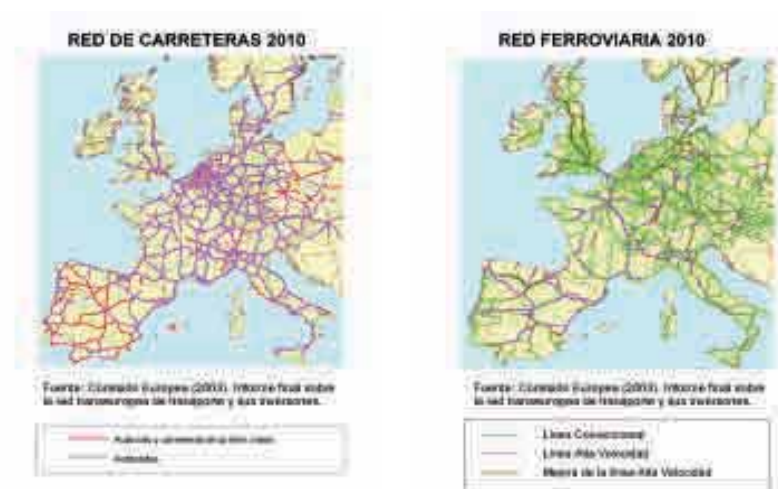 RED DE CARRETERAS 2010
Fuente: Comisión Europea (2003). Informe final sobre
la red transeuropea de transporte y sus inversiones.
Autovía y
Autopistas
RED FERROVIARIA 2010
Fuente: Comisión Europea (2003). Informe final sobre
la red transeuropea de transporte y sus inversiones.
Línea Convencional
Línea Alta Velocidad
Mejora de la línea Alta Velocidad